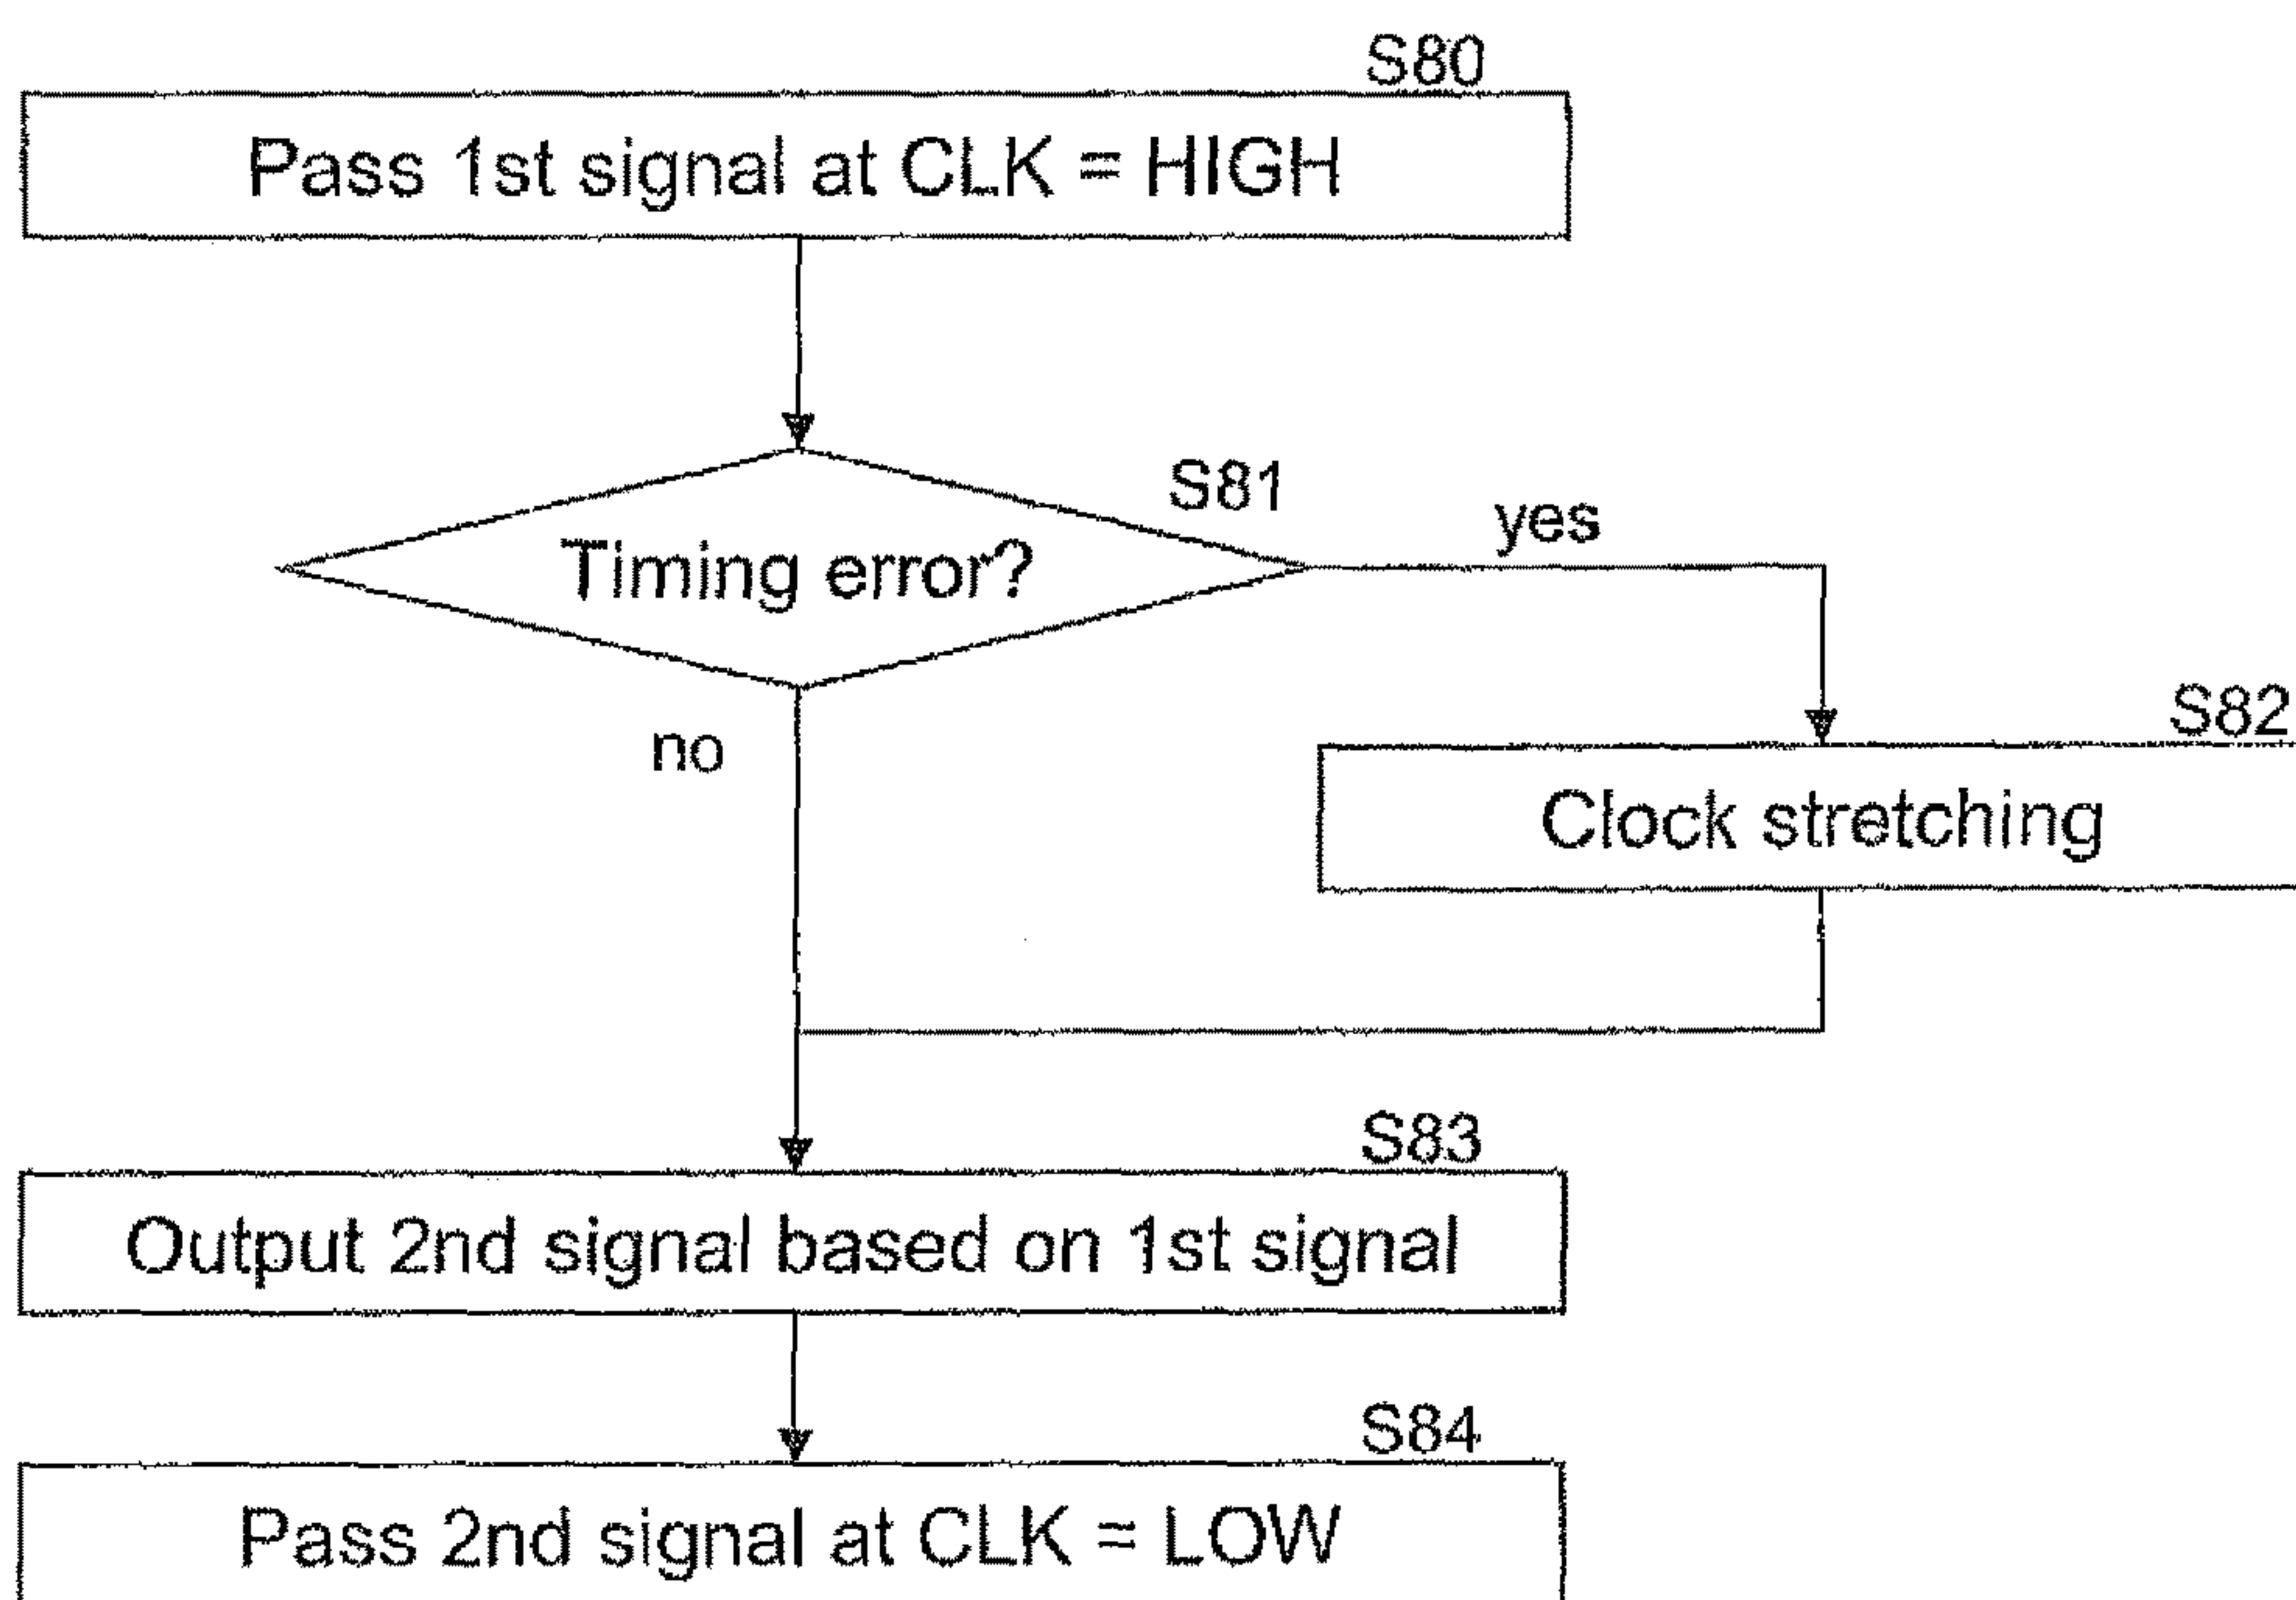 S80
Pass 1st signal at CLK = HIGH
S81
Timing error?
yes
no
S82
Clock stretching
S83
Output 2nd signal based on 1st signal
S84
Pass 2nd signal at CLK = LOW